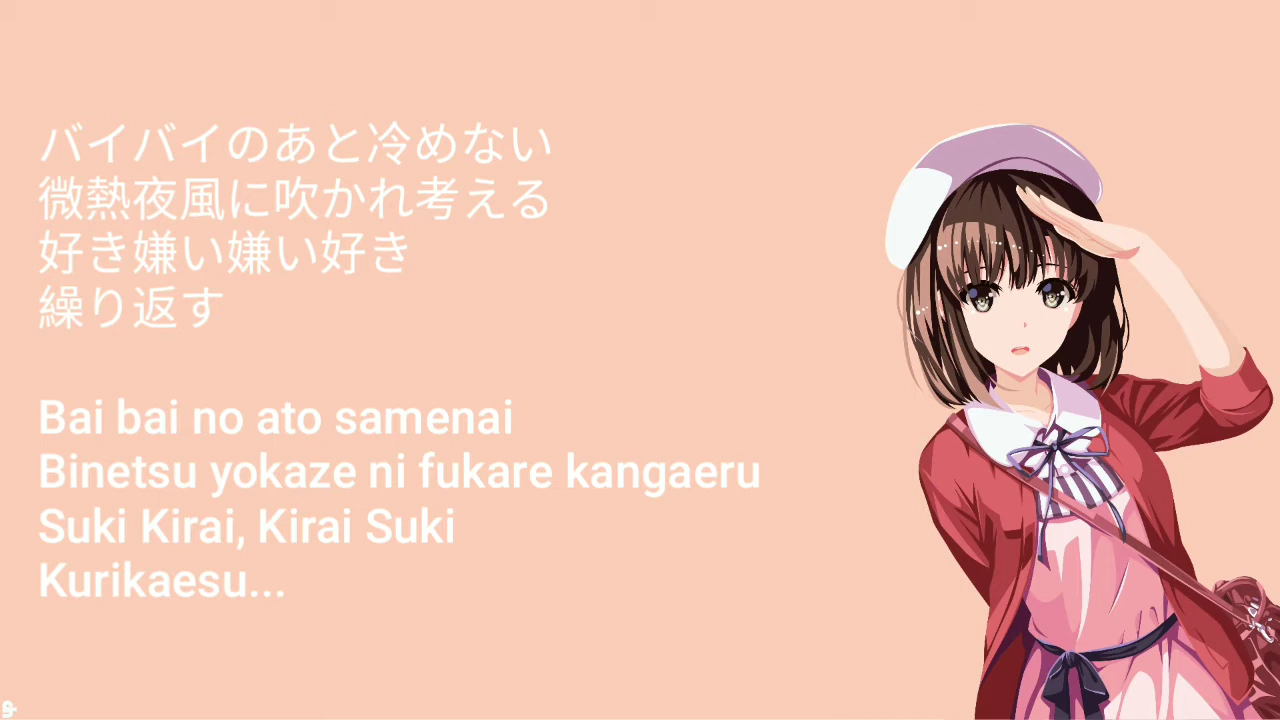 バイバイのあと冷めない
微熱夜風に吹かれ考える
好き嫌い嫌い好き
繰り返す
Bai bai no ato samenai
Binetsu yokaze ni fukare kangaeru
Suki Kirai, Kirai Suki
Kurikaesu...